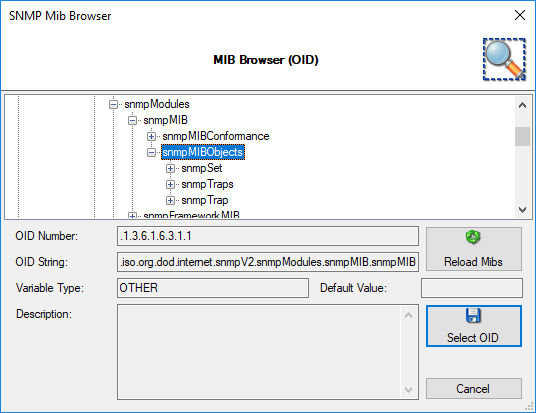 SNMP Mib Browser
MIB Browser (OID)
snmpModules
snmpMIB
snmpMIBConformance
snmpMIBObjects
snmpSet
snmpTraps
snmpTrap
snmpFrameworkMIB
OID Number: .1.3.6.1.6.3.1.1
Reload Mibs
OID String: .iso.org.dod.internet.snmpV2.snmpModules.snmpMIB.snmpMIB
Variable Type: OTHER Default Value:
Description:
Select OID
Cancel